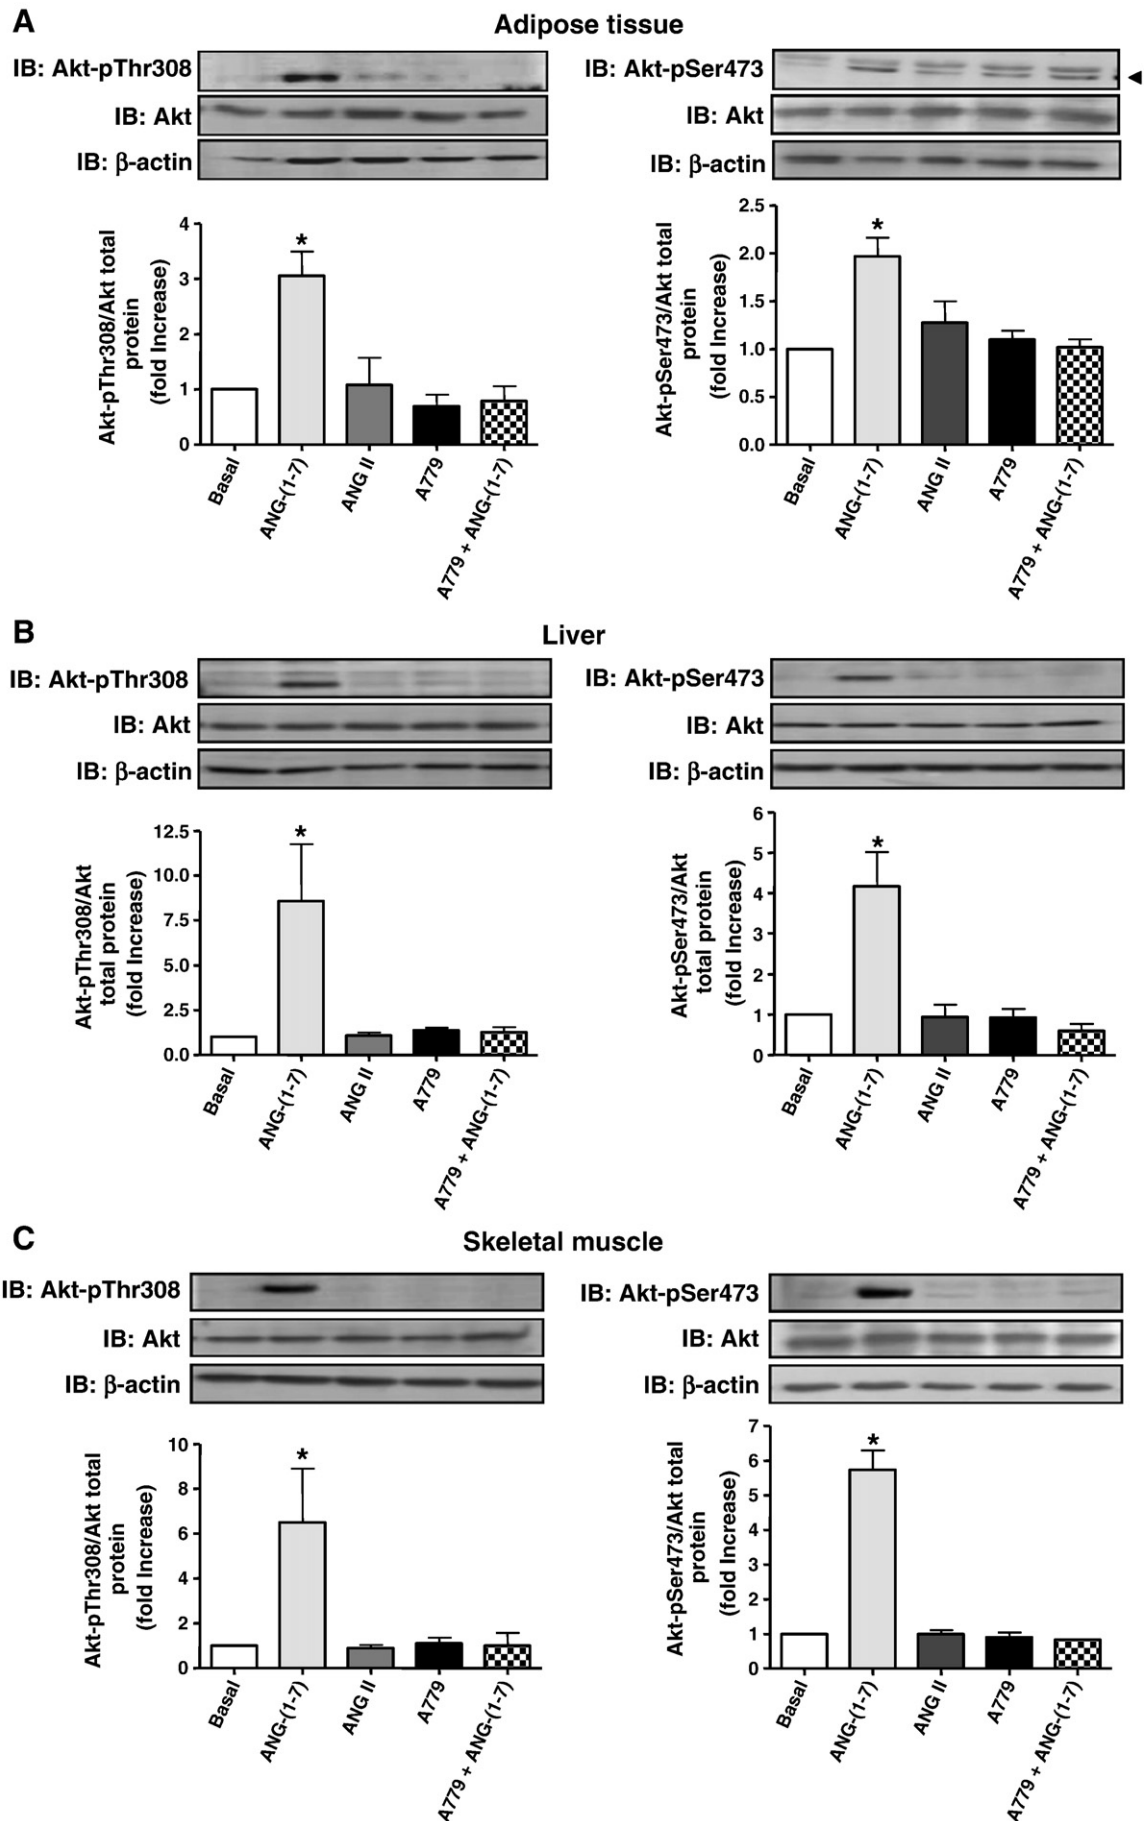 A
Adipose tissue
IB: Akt-pThr308
IB: Akt
IB: β-actin
Akt-pThr308/Akt total
protein
(fold Increase)
4
3
2
1
0
*
Basal
ANG-(1-7)
ANG II
A779
A779 + ANG-(1-7)
IB: Akt-pSer473
IB: Akt
IB: β-actin
Akt-pSer473/Akt total
protein
(fold Increase)
2.5
2.0
1.5
1.0
0.5
0.0
*
Basal
ANG-(1-7)
ANG II
A779
A779 + ANG-(1-7)
B
Liver
IB: Akt-pThr308
IB: Akt
IB: β-actin
Akt-pThr308/Akt
total protein
(fold Increase)
12.5
10.0
7.5
5.0
2.5
0.0
*
Basal
ANG-(1-7)
ANG II
A779
A779 + ANG-(1-7)
IB: Akt-pSer473
IB: Akt
IB: β-actin
Akt-pSer473/Akt
total protein
(fold Increase)
6
5
4
3
2
1
0
*
Basal
ANG-(1-7)
ANG II
A779
A779 + ANG-(1-7)
C
Skeletal muscle
IB: Akt-pThr308
IB: Akt
IB: β-actin
Akt-pThr308/Akt total
protein
(fold Increase)
10
8
6
4
2
0
*
Basal
ANG-(1-7)
ANG II
A779
A779 + ANG-(1-7)
IB: Akt-pSer473
IB: Akt
IB: β-actin
Akt-pSer473/Akt total
protein
(fold Increase)
7
6
5
4
3
2
1
0
*
Basal
ANG-(1-7)
ANG II
A779
A779 + ANG-(1-7)